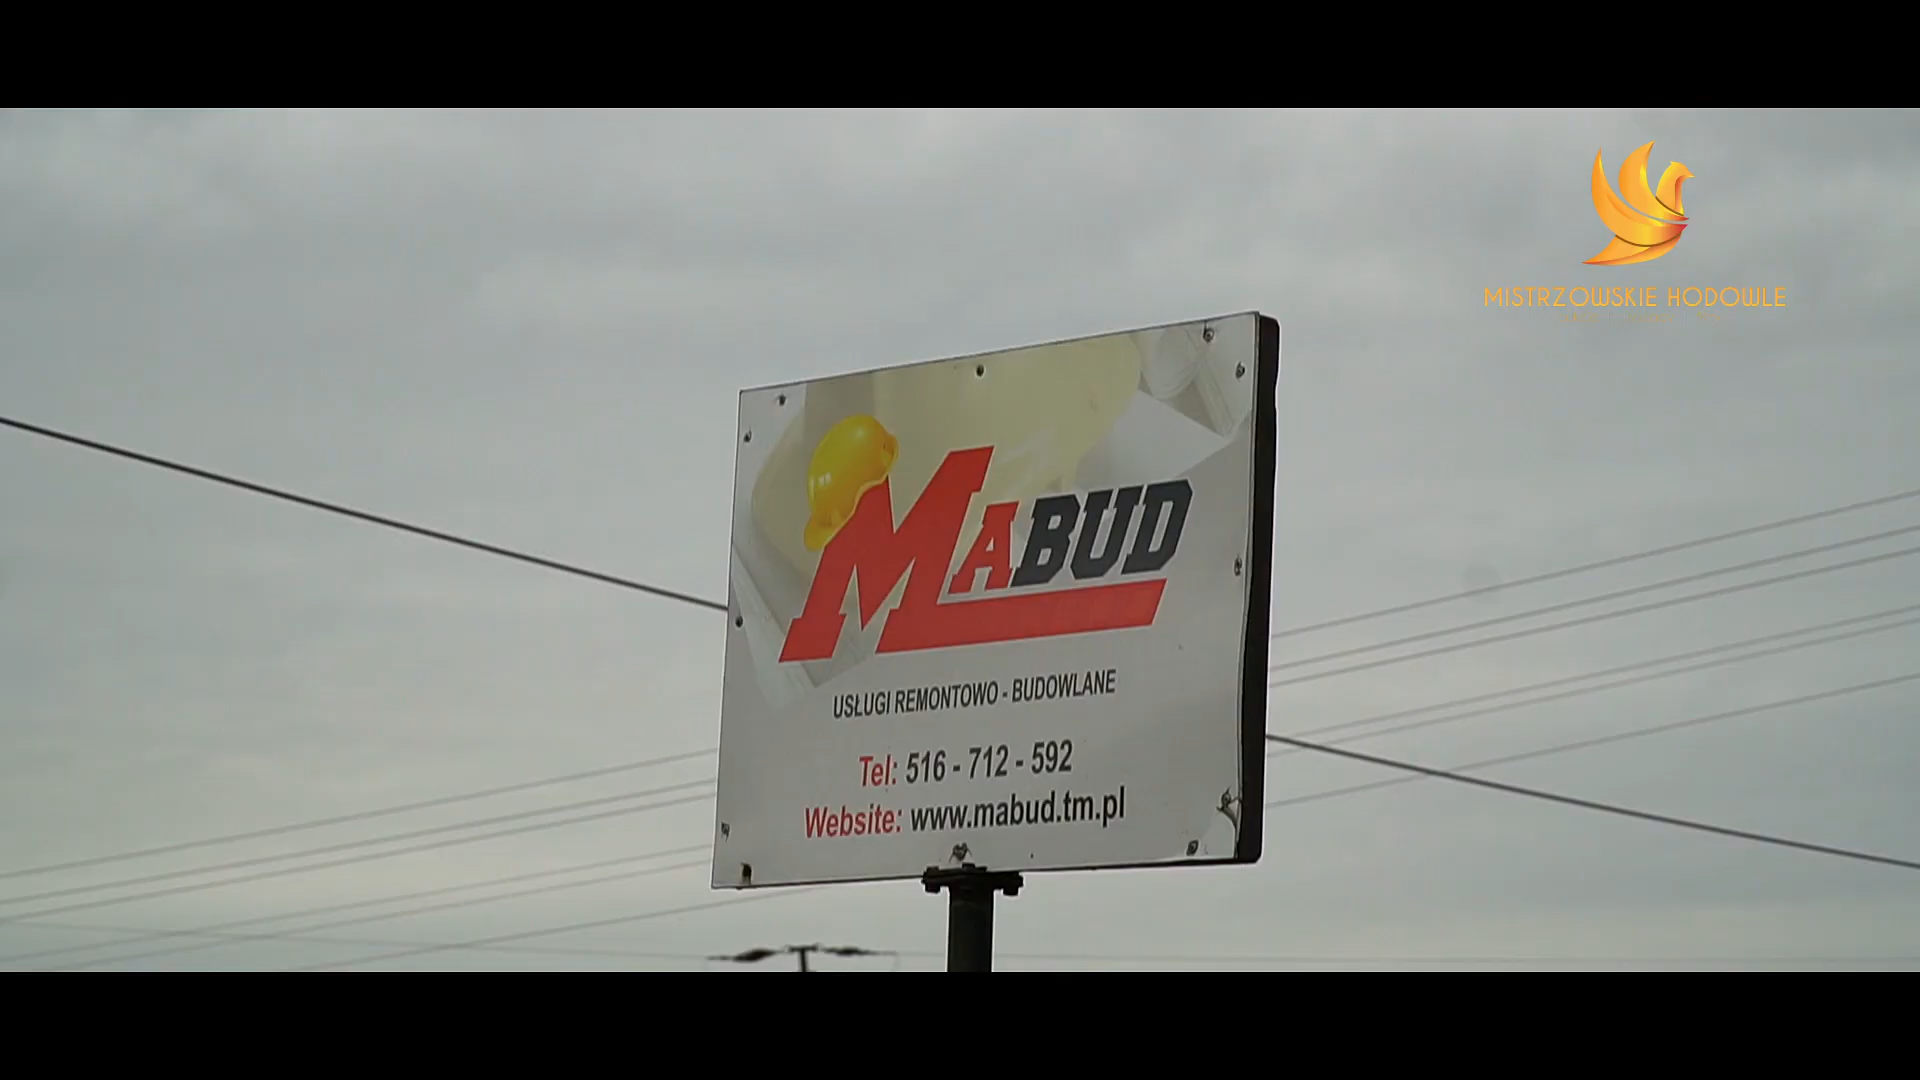 MISTRZOWSKIE HODOWLE
MABUD
USŁUGI REMONTOWO - BUDOWLANE
Tel: 516 - 712 - 592
Website: www.mabud.tm.pl